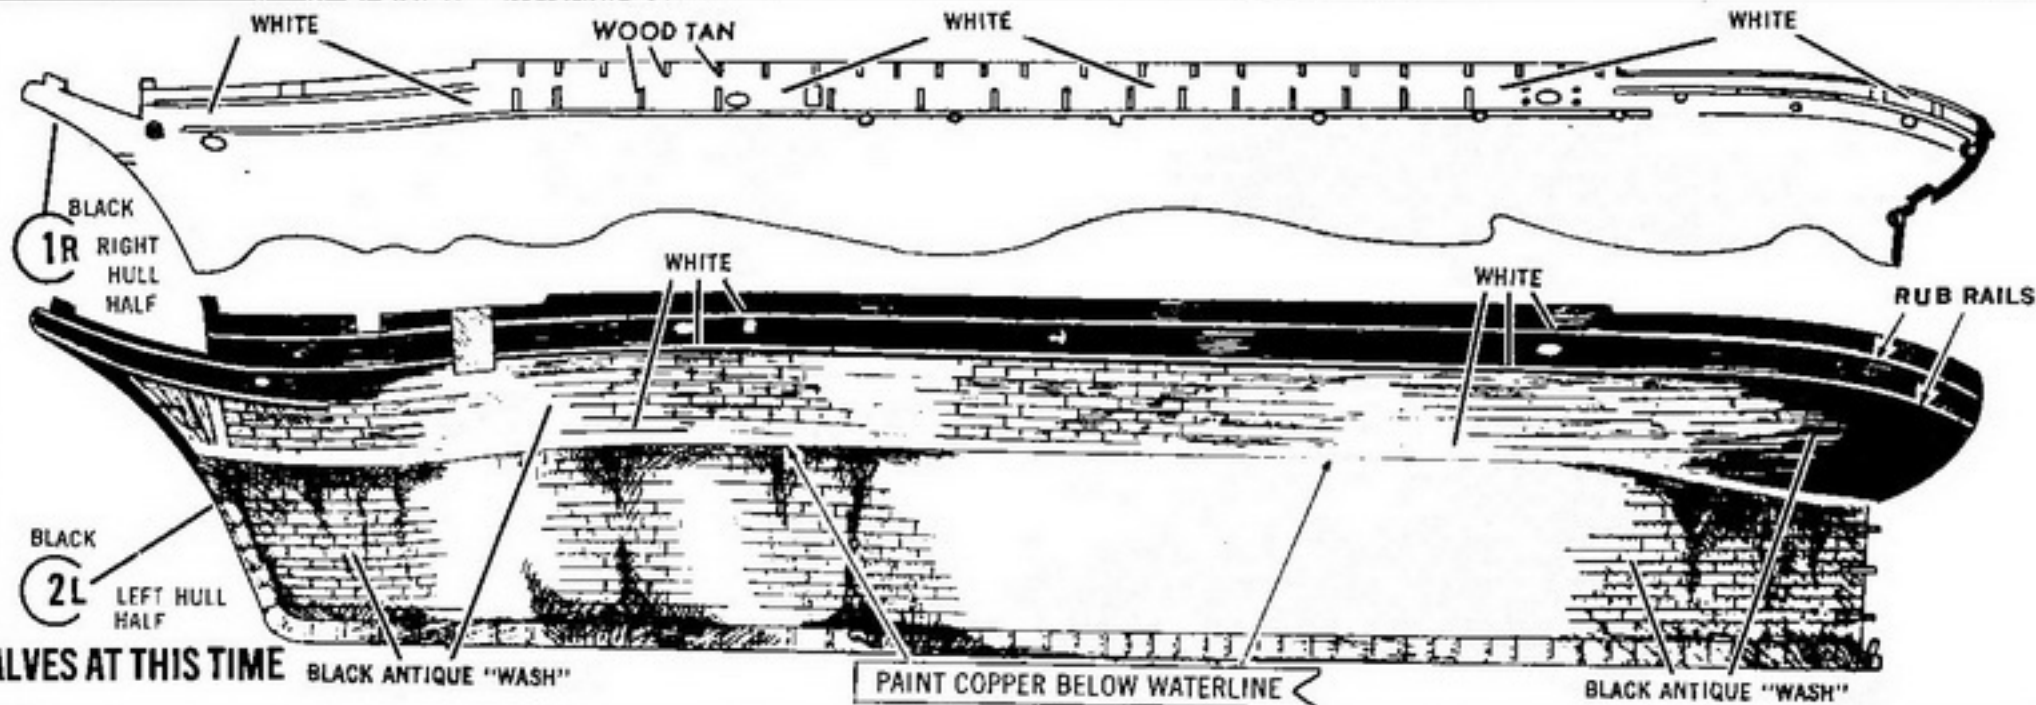 WHITE
WOOD TAN
WHITE
WHITE
BLACK
1R RIGHT
HULL
HALF
WHITE
WHITE
RUB RAILS
BLACK
2L LEFT HULL
HALF
ALVES AT THIS TIME
BLACK ANTIQUE "WASH"
PAINT COPPER BELOW WATERLINE
BLACK ANTIQUE "WASH"